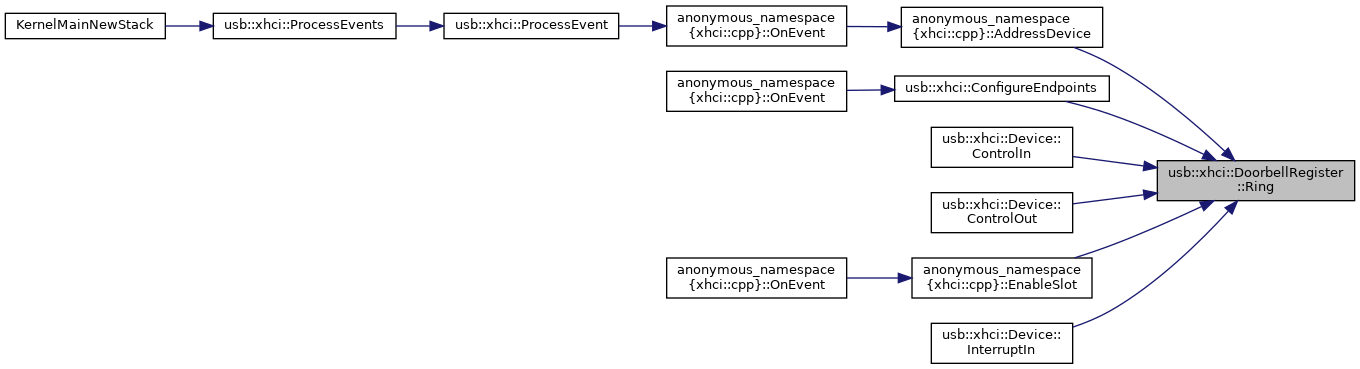 KernelMainNewStack
usb::xhci::ProcessEvents
usb::xhci::ProcessEvent
anonymous_namespace
{xhci::cpp}::OnEvent
anonymous_namespace
{xhci::cpp}::AddressDevice
anonymous_namespace
{xhci::cpp}::OnEvent
usb::xhci::ConfigureEndpoints
usb::xhci::Device::
ControlIn
usb::xhci::DoorbellRegister
::Ring
usb::xhci::Device::
ControlOut
anonymous_namespace
{xhci::cpp}::OnEvent
anonymous_namespace
{xhci::cpp}::EnableSlot
usb::xhci::Device::
InterruptIn